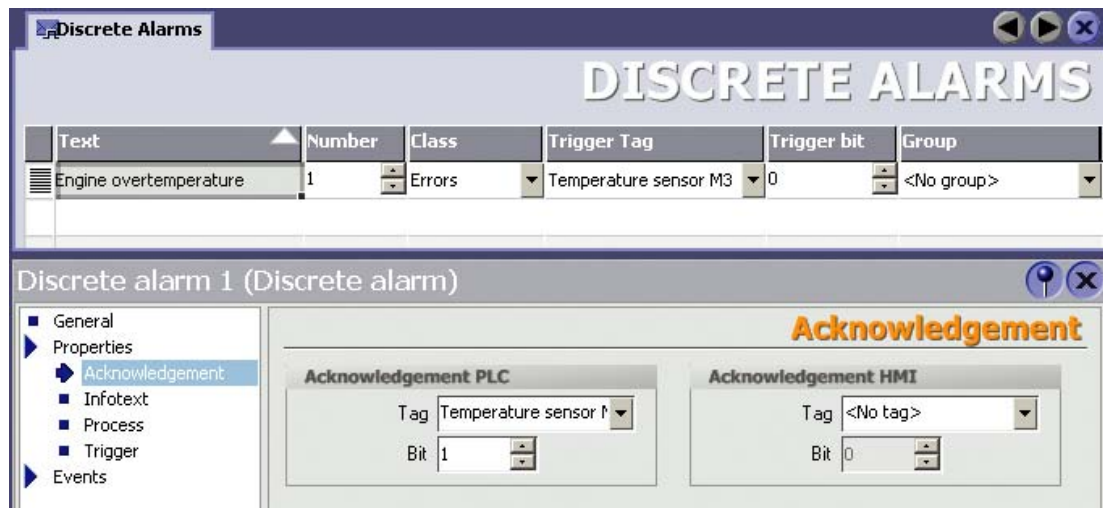 Discrete Alarms
DISCRETE ALARMS
Text Number Class Trigger Tag Trigger bit Group
Engine overtemperature 1 Errors Temperature sensor M3 0 <No group>
Discrete alarm 1 (Discrete alarm)
General
Properties
Acknowledgement
Infotext
Process
Trigger
Events
Acknowledgement
Acknowledgement PLC
Tag Temperature sensor
Bit 1
Acknowledgement HMI
Tag <No tag>
Bit 0